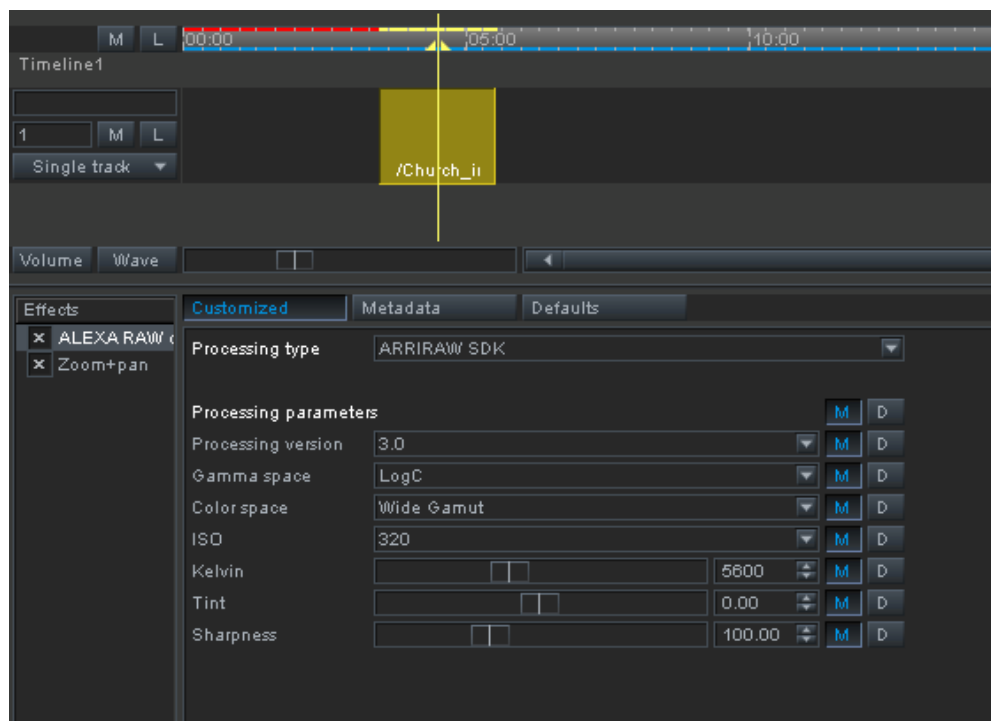 M L 00:00 05:00 10:00
Timeline1
1 M L
Single track
/Church_i
Volume Wave
Effects Customized Metadata Defaults
ALEXA RAW
Zoom+pan
Processing type ARRIRAW SDK
Processing parameters M D
Processing version 3.0 M D
Gamma space LogC M D
Color space Wide Gamut M D
ISO 320 M D
Kelvin 5600 M D
Tint 0.00 M D
Sharpness 100.00 M D